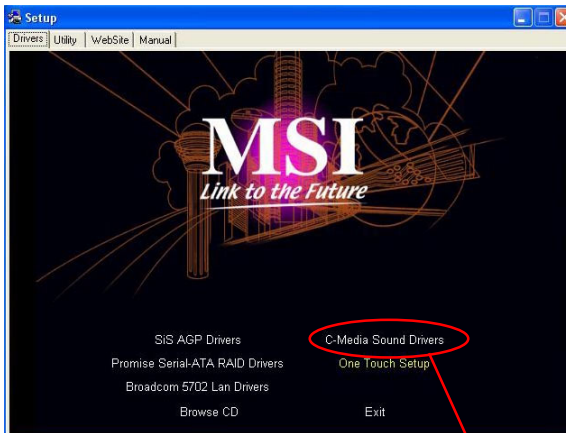 Setup
Drivers Utility WebSite Manual
MSI
Link to the Future
SiS AGP Drivers
C-Media Sound Drivers
Promise Serial-ATA RAID Drivers
One Touch Setup
Broadcom 5702 Lan Drivers
Browse CD
Exit